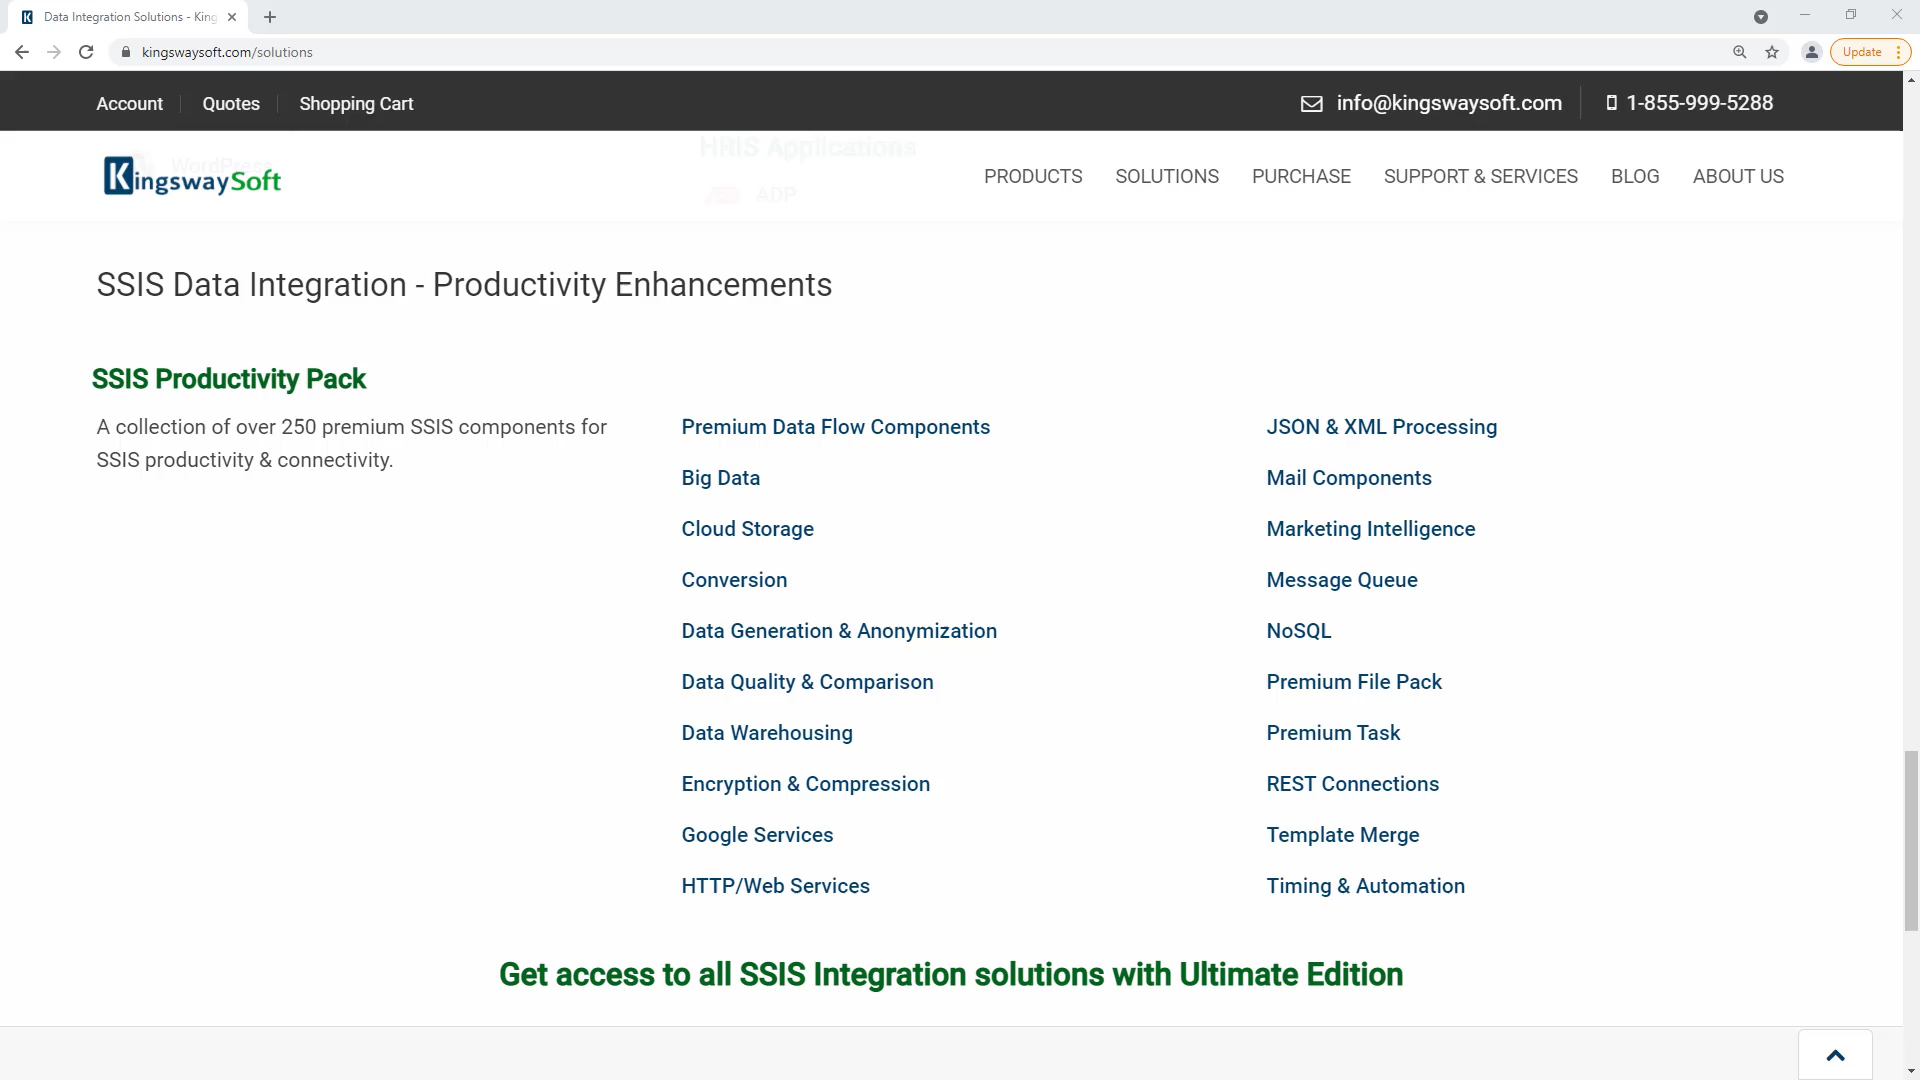 Data Integration Solutions - King
kingswaysoft.com/solutions
Update
Account
Quotes
Shopping Cart
info@kingswaysoft.com
1-855-999-5288
WordPress
HRIS Applications
ADP
KingswaySoft
PRODUCTS
SOLUTIONS
PURCHASE
SUPPORT & SERVICES
BLOG
ABOUT US
SSIS Data Integration - Productivity Enhancements
SSIS Productivity Pack
A collection of over 250 premium SSIS components for
SSIS productivity & connectivity.
Premium Data Flow Components
Big Data
Cloud Storage
Conversion
Data Generation & Anonymization
Data Quality & Comparison
Data Warehousing
Encryption & Compression
Google Services
HTTP/Web Services
JSON & XML Processing
Mail Components
Marketing Intelligence
Message Queue
NoSQL
Premium File Pack
Premium Task
REST Connections
Template Merge
Timing & Automation
Get access to all SSIS Integration solutions with Ultimate Edition